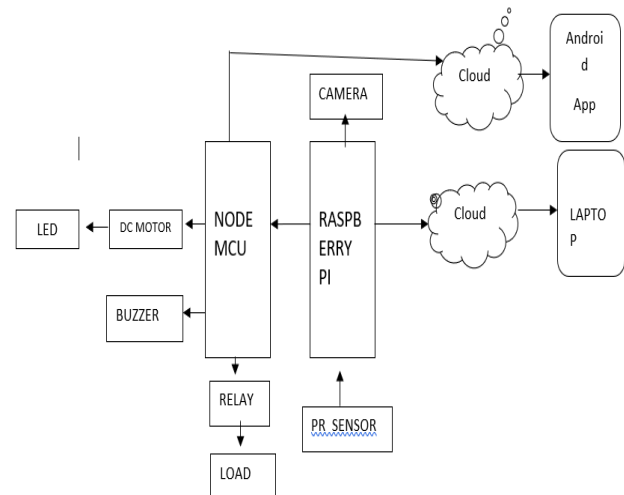 Androi
d
App
Cloud
CAMERA
NODE
MCU
RASPB
ERRY
PI
Cloud
LAPTO
P
LED
DC MOTOR
BUZZER
RELAY
PR SENSOR
LOAD